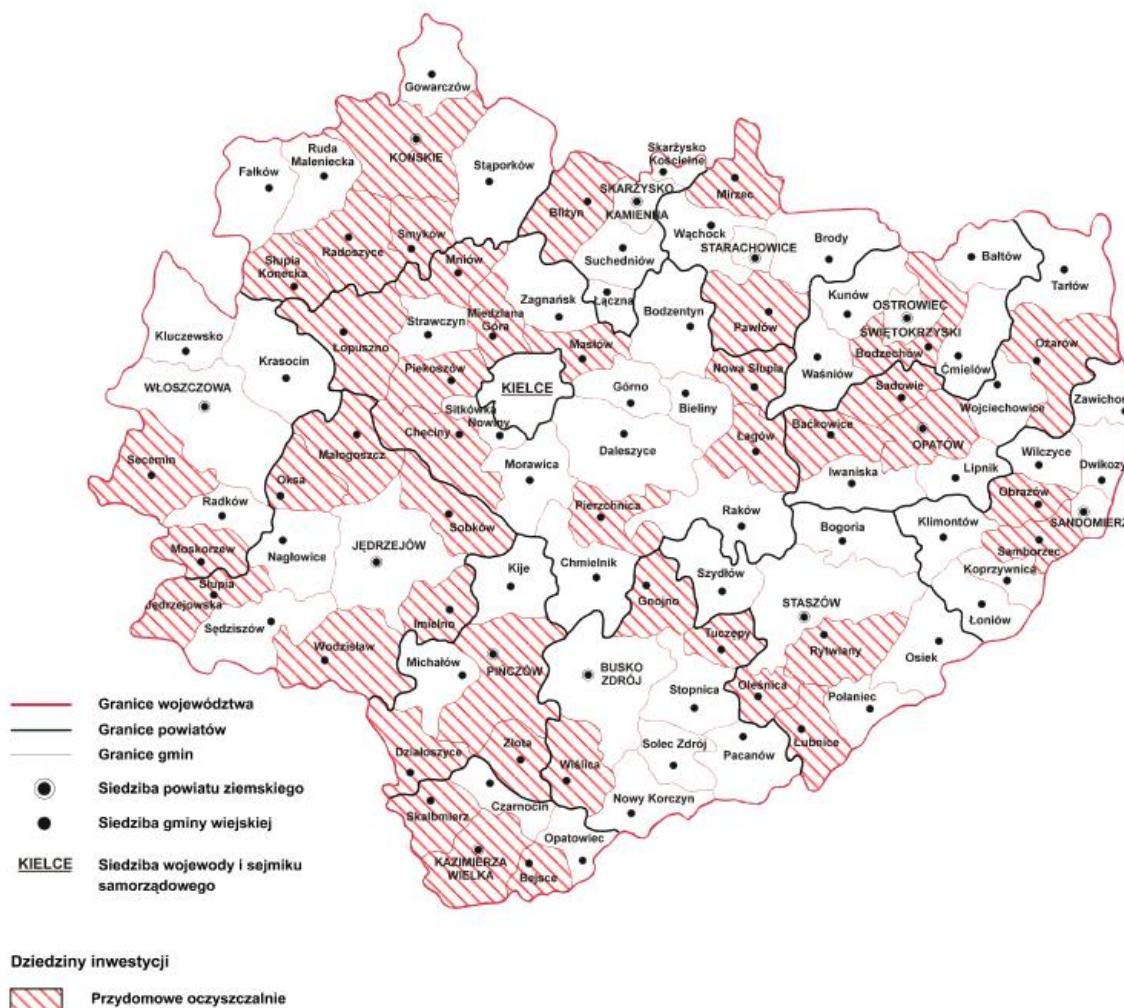 Gowarczów
KOŃSKIE
Ruda
Maleniecka
Fałków
Stąporków
Skarżysko
Kościelne
SKARŻYSKO
KAMIENNA
Mirzec
Bliżyn
Wąchock
STARACHOWICE
Brody
Bałtów
Tarłów
Radoszyce
Smyków
Słupia
Konecka
Mniów
Suchedniów
Łączna
Zagnańsk
Bodzentyn
Kunów
OSTROWIEC
ŚWIĘTOKRZYSKI
Bodzechów
Ćmielów
Ożarów
Kluczewsko
Krasocin
Łopuszno
Strawczyn
Miedziana
Góra
Masłów
Pawłów
Waśniów
Sadowie
Wojciechowice
Zawichos
WŁOSZCZOWA
Piekoszów
KIELCE
Górno
Bieliny
Nowa Słupia
Sitkówka
Nowiny
Chęciny
Daleszyce
Łagów
Baćkowice
OPATÓW
Iwaniska
Lipnik
Wilczyce
Dwikozy
Secemin
Małogoszcz
Oksa
Morawica
Obrazów
SANDOMIERZ
Radków
Sobków
Pierzchnica
Raków
Bogoria
Klimontów
Samborzec
Moskorzew
Nagłowice
JĘDRZEJÓW
Kije
Chmielnik
Szydłów
Koprzywnica
Słupia
Jędrzejowska
Sędziszów
Imielno
Gnojno
STASZÓW
Łoniów
Wodzisław
Michałów
PIŃCZÓW
BUSKO
ZDRÓJ
Tuczępy
Rytwiany
Osiek
Stopnica
Oleśnica
Połaniec
Działoszyce
Złota
Wiślica
Solec Zdrój
Pacanów
Łubnice
Skalbmierz
Czarnocin
Nowy Korczyn
KAZIMIERZA
WIELKA
Bejsce
Opatowiec
Granice województwa
Granice powiatów
Granice gmin
Siedziba powiatu ziemskiego
Siedziba gminy wiejskiej
KIELCE Siedziba wojewody i sejmiku
samorządowego
Dziedziny inwestycji
Przydomowe oczyszczalnie